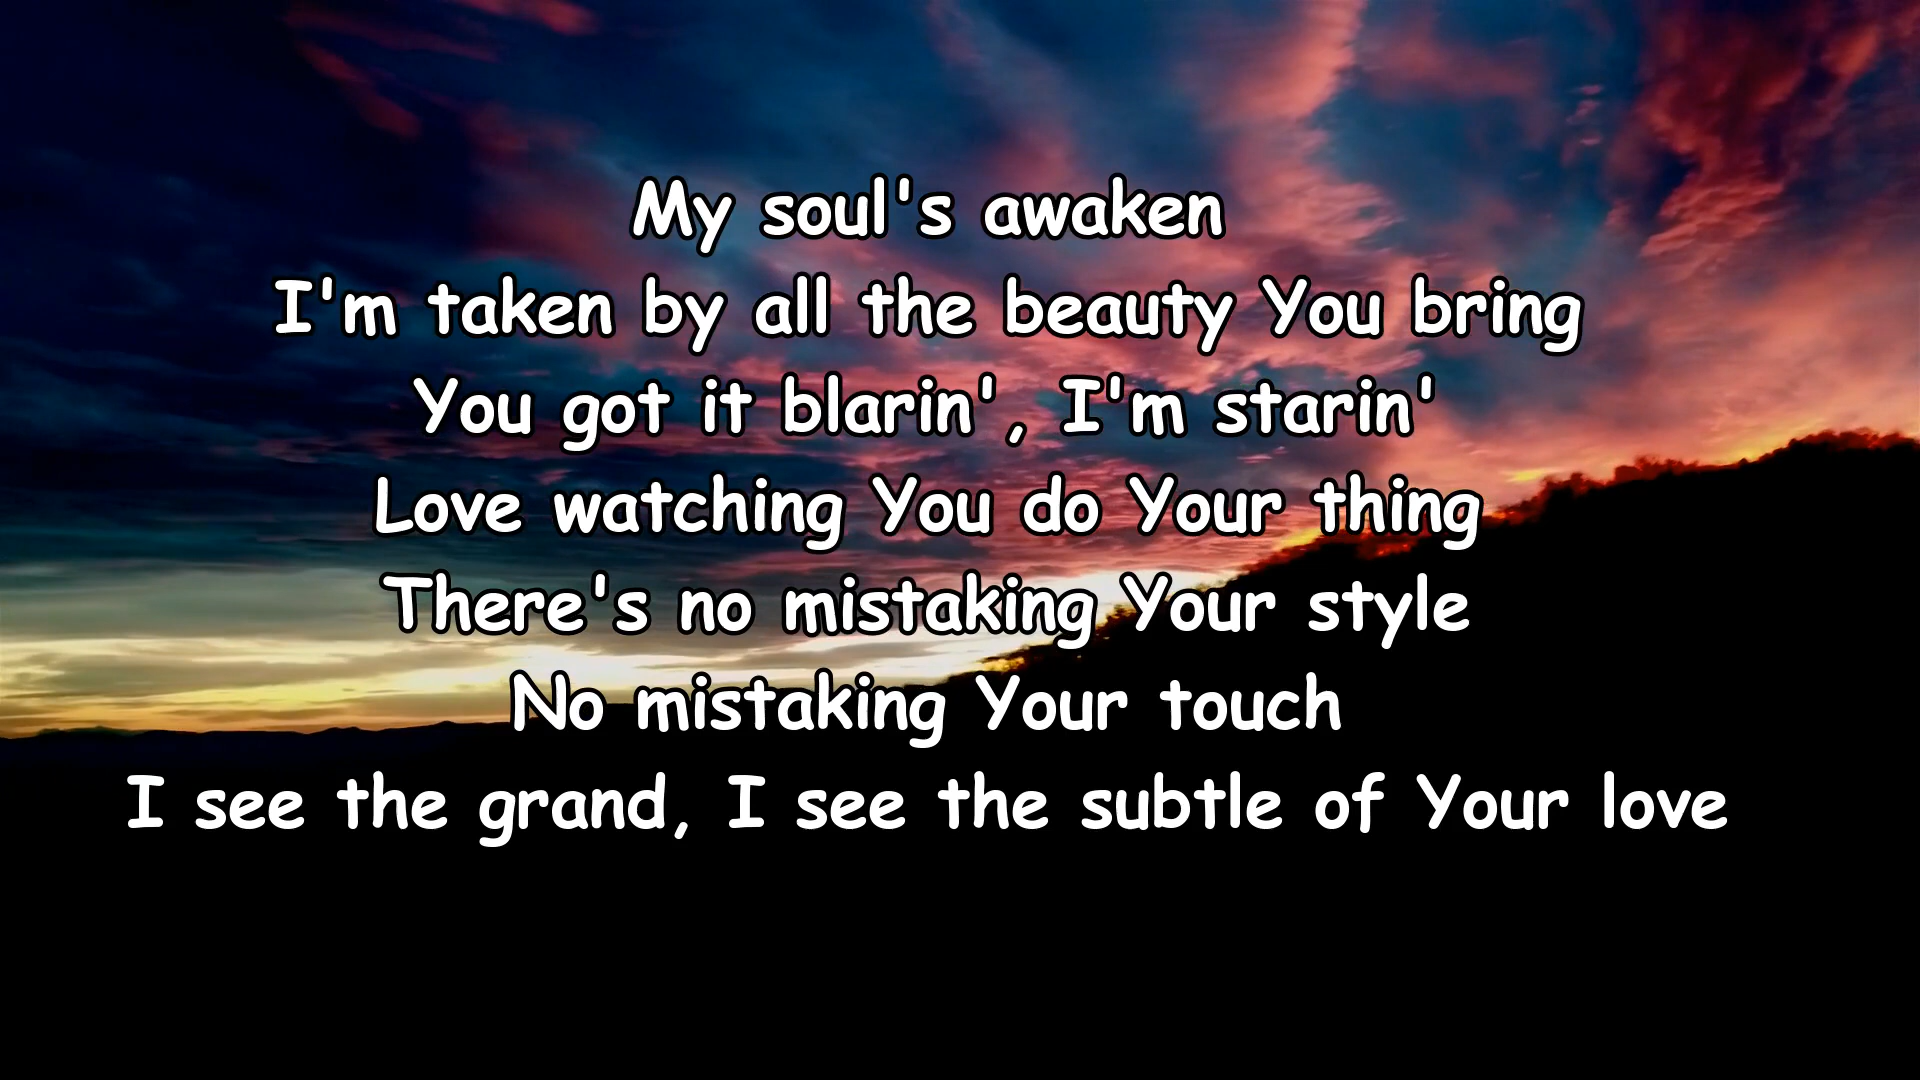 My soul's awaken
I'm taken by all the beauty You bring
You got it blarin', I'm starin'
Love watching You do Your thing
There's no mistaking Your style
No mistaking Your touch
I see the grand, I see the subtle of Your love